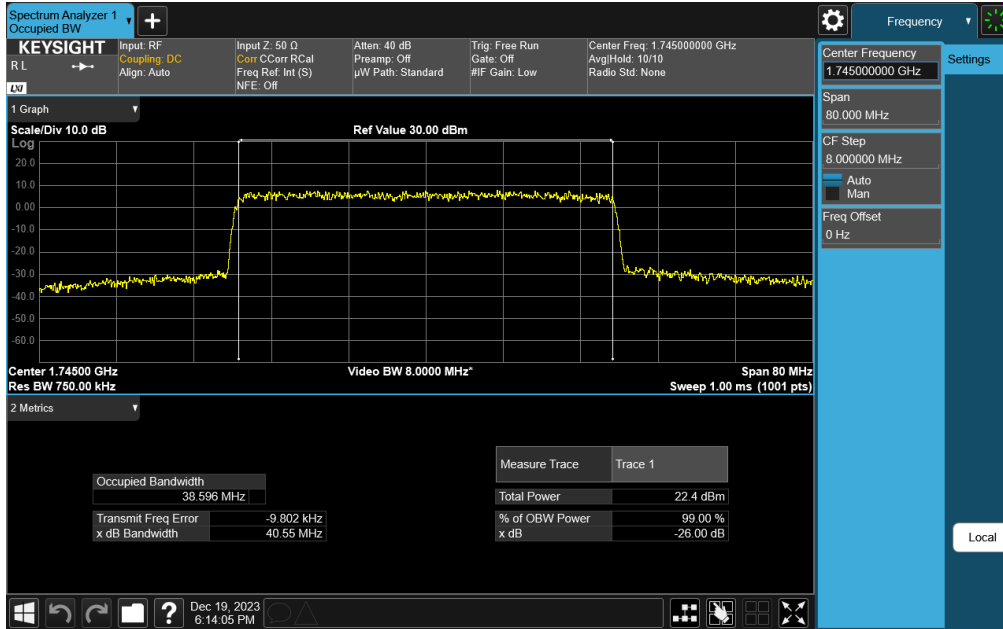 Spectrum Analyzer 1
Occupied BW
Frequency
KEYSIGHT
R L
LXI
Input: RF
Coupling: DC
Align: Auto
Input Z: 50 Ω
Corr CCorr RCal
Freq Ref: Int (S)
NFE: Off
Atten: 40 dB
Preamp: Off
µW Path: Standard
Trig: Free Run
Gate: Off
#IF Gain: Low
Center Freq: 1.745000000 GHz
Avg|Hold: 10/10
Radio Std: None
Center Frequency
1.745000000 GHz
Settings
Span
80.000 MHz
CF Step
8.000000 MHz
Auto
Man
Freq Offset
0 Hz
Local
1 Graph
Scale/Div 10.0 dB
Ref Value 30.00 dBm
Log
20.0
10.0
0.00
-10.0
-20.0
-30.0
-40.0
-50.0
-60.0
Center 1.74500 GHz
Video BW 8.0000 MHz*
Span 80 MHz
Res BW 750.00 kHz
Sweep 1.00 ms (1001 pts)
2 Metrics
Occupied Bandwidth
38.596 MHz
Transmit Freq Error -9.802 kHz
x dB Bandwidth 40.55 MHz
Measure Trace Trace 1
Total Power 22.4 dBm
% of OBW Power 99.00 %
x dB -26.00 dB
?
Dec 19, 2023
6:14:05 PM